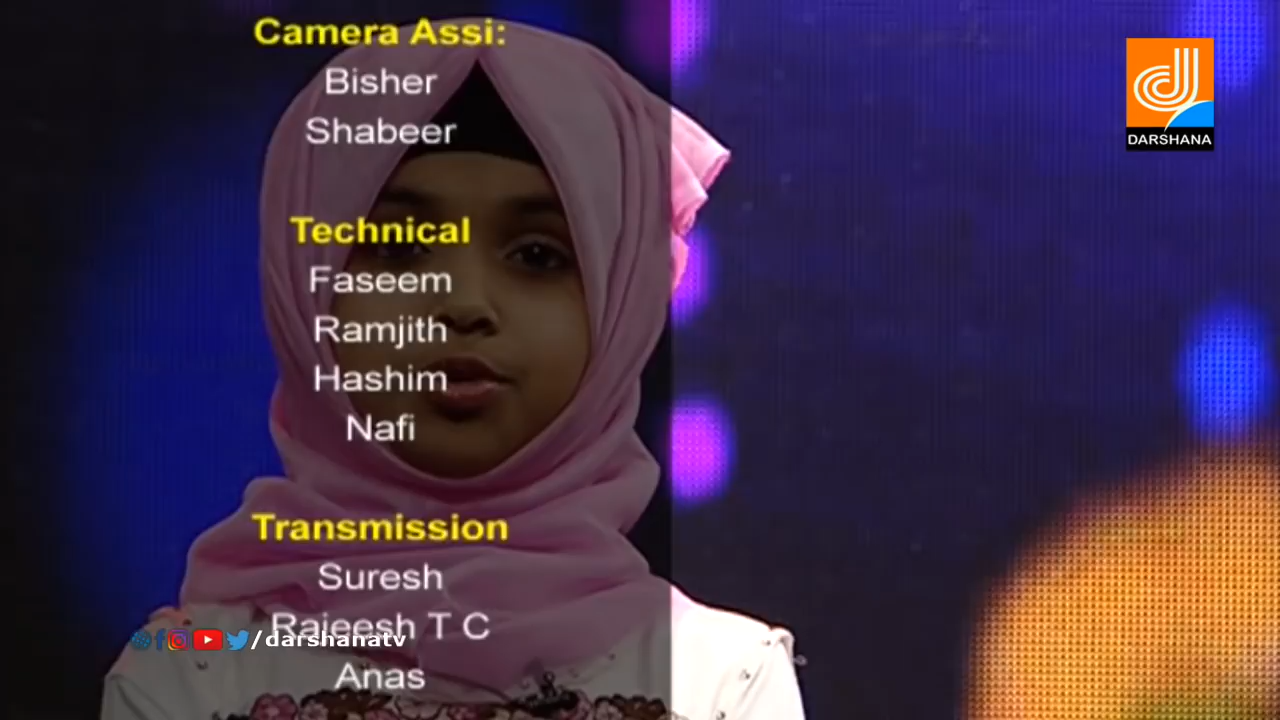 Camera Assi:
Bisher
Shabeer
DARSHANA
Technical
Faseem
Ramjith
Hashim
Nafi
Transmission
Suresh
Rajeesh T C
/darshanatv
Anas